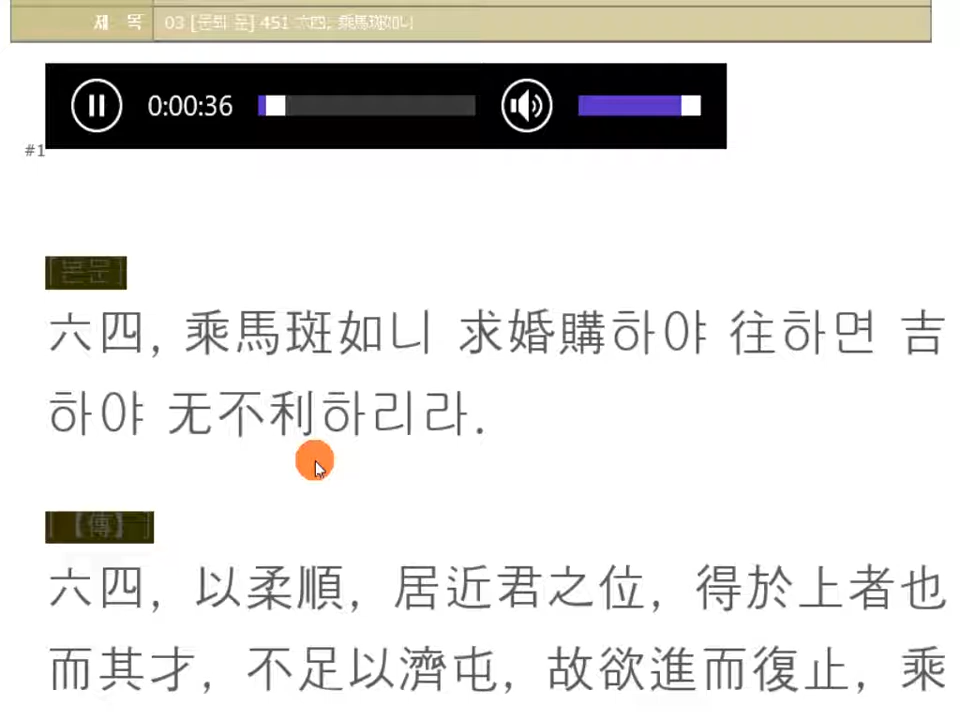 제 목 03 [문화 둔] 451 六四, 乘馬班如니
0:00:36
#1
[본문]
六四, 乘馬班如니 求婚購하야 往하면 吉
하야 无不利하리라.
[【傳】]
六四, 以柔順, 居近君之位, 得於上者也
而其才, 不足以濟屯, 故欲進而復止, 乘